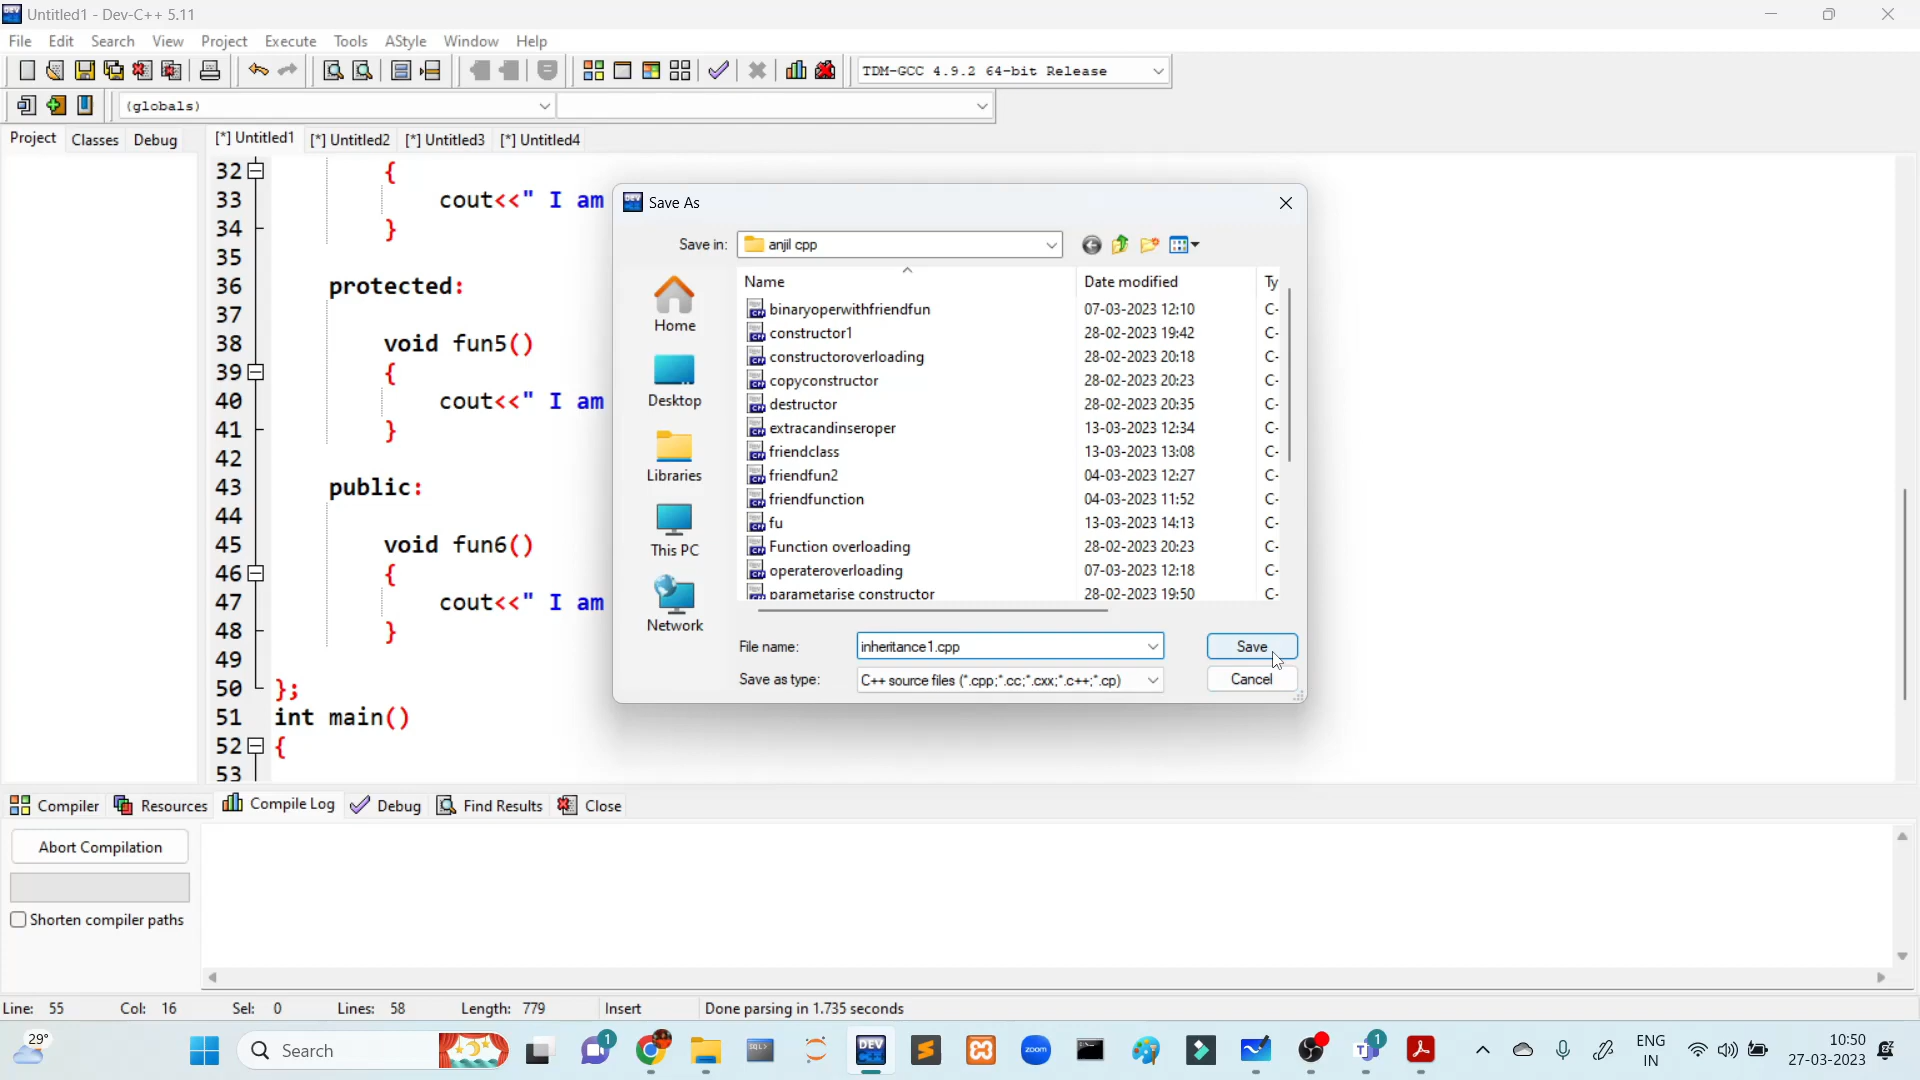 Untitled1 - Dev-C++ 5.11
File Edit Search View Project Execute Tools AStyle Window Help
TDM-GCC 4.9.2 64-bit Release
(globals)
Project Classes Debug [*] Untitled1 [*] Untitled2 [*] Untitled3 [*] Untitled4
32 {
33 cout<<" I am
34 }
35
36 protected:
37
38 void fun5()
39 {
40 cout<<" I am
41 }
42
43 public:
44
45 void fun6()
46 {
47 cout<<" I am
48 }
49
50 };
51 int main()
52 {
53
Save As
Save in: anjil cpp
Home
Desktop
Libraries
This PC
Network
Name Date modified Ty
binaryoperwithfriendfun 07-03-2023 12:10 C-
constructor1 28-02-2023 19:42 C-
constructoroverloading 28-02-2023 20:18 C-
copyconstructor 28-02-2023 20:23 C-
destructor 28-02-2023 20:35 C-
extracandinseroper 13-03-2023 12:34 C-
friendclass 13-03-2023 13:08 C-
friendfun2 04-03-2023 12:27 C-
friendfunction 04-03-2023 11:52 C-
fu 13-03-2023 14:13 C-
Function overloading 28-02-2023 20:23 C-
operateroverloading 07-03-2023 12:18 C-
parametarise constructor 28-02-2023 19:50 C-
File name: inheritance1.cpp Save
Save as type: C++ source files (*.cpp;*.cc;*.cxx;*.c++;*.cp) Cancel
Compiler Resources Compile Log Debug Find Results Close
Abort Compilation
Shorten compiler paths
Line: 55 Col: 16 Sel: 0 Lines: 58 Length: 779 Insert Done parsing in 1.735 seconds
29° Search 1 SQL> DEV C++ zoom 1 ENG
IN
10:50
27-03-2023